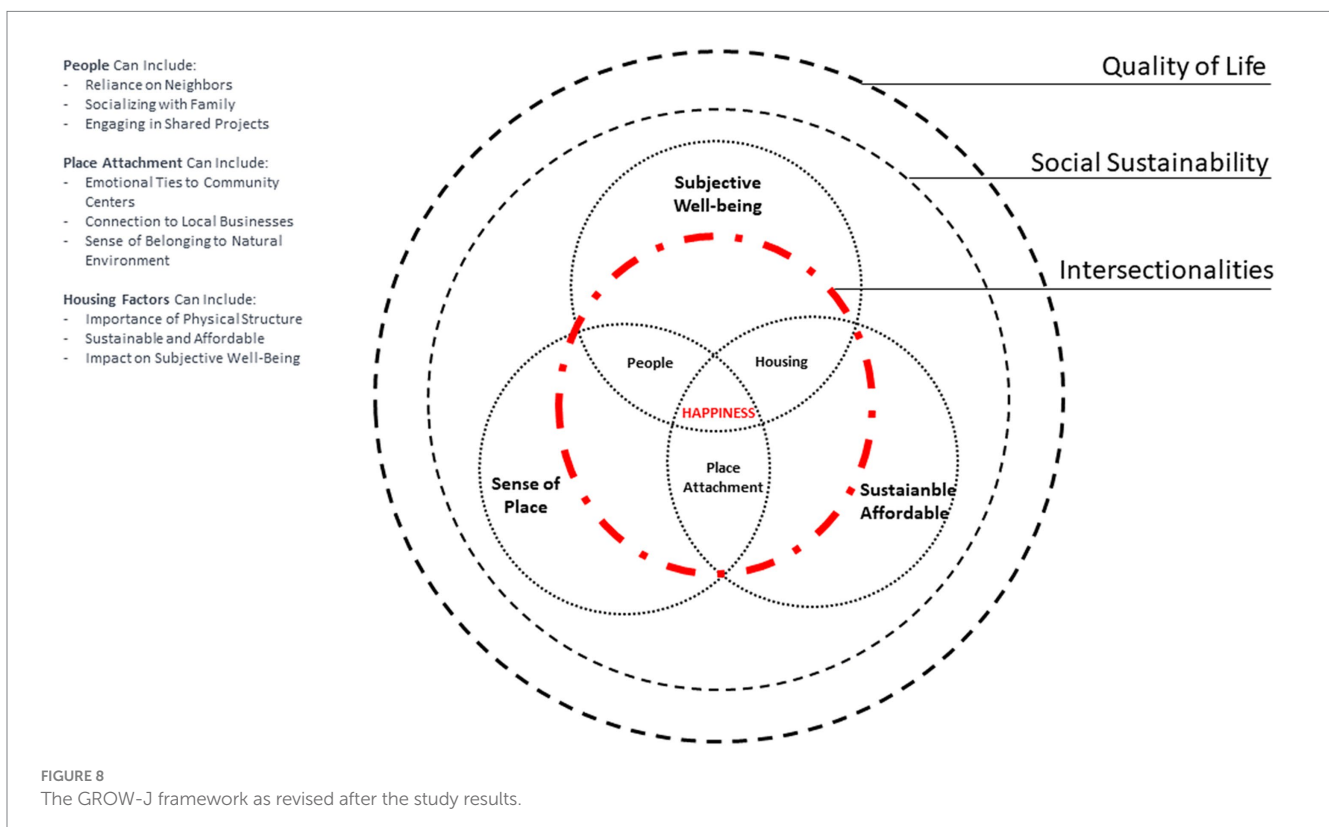 People Can Include:
- Reliance on Neighbors
- Socializing with Family
- Engaging in Shared Projects
Place Attachment Can Include:
- Emotional Ties to Community
Centers
- Connection to Local Businesses
- Sense of Belonging to Natural
Environment
Housing Factors Can Include:
- Importance of Physical Structure
- Sustainable and Affordable
- Impact on Subjective Well-Being
Quality of Life
Social Sustainability
Intersectionalities
Subjective
Well-being
People
Housing
HAPPINESS
Place
Attachment
Sense of
Place
Sustaianble
Affordable
FIGURE 8
The GROW-J framework as revised after the study results.